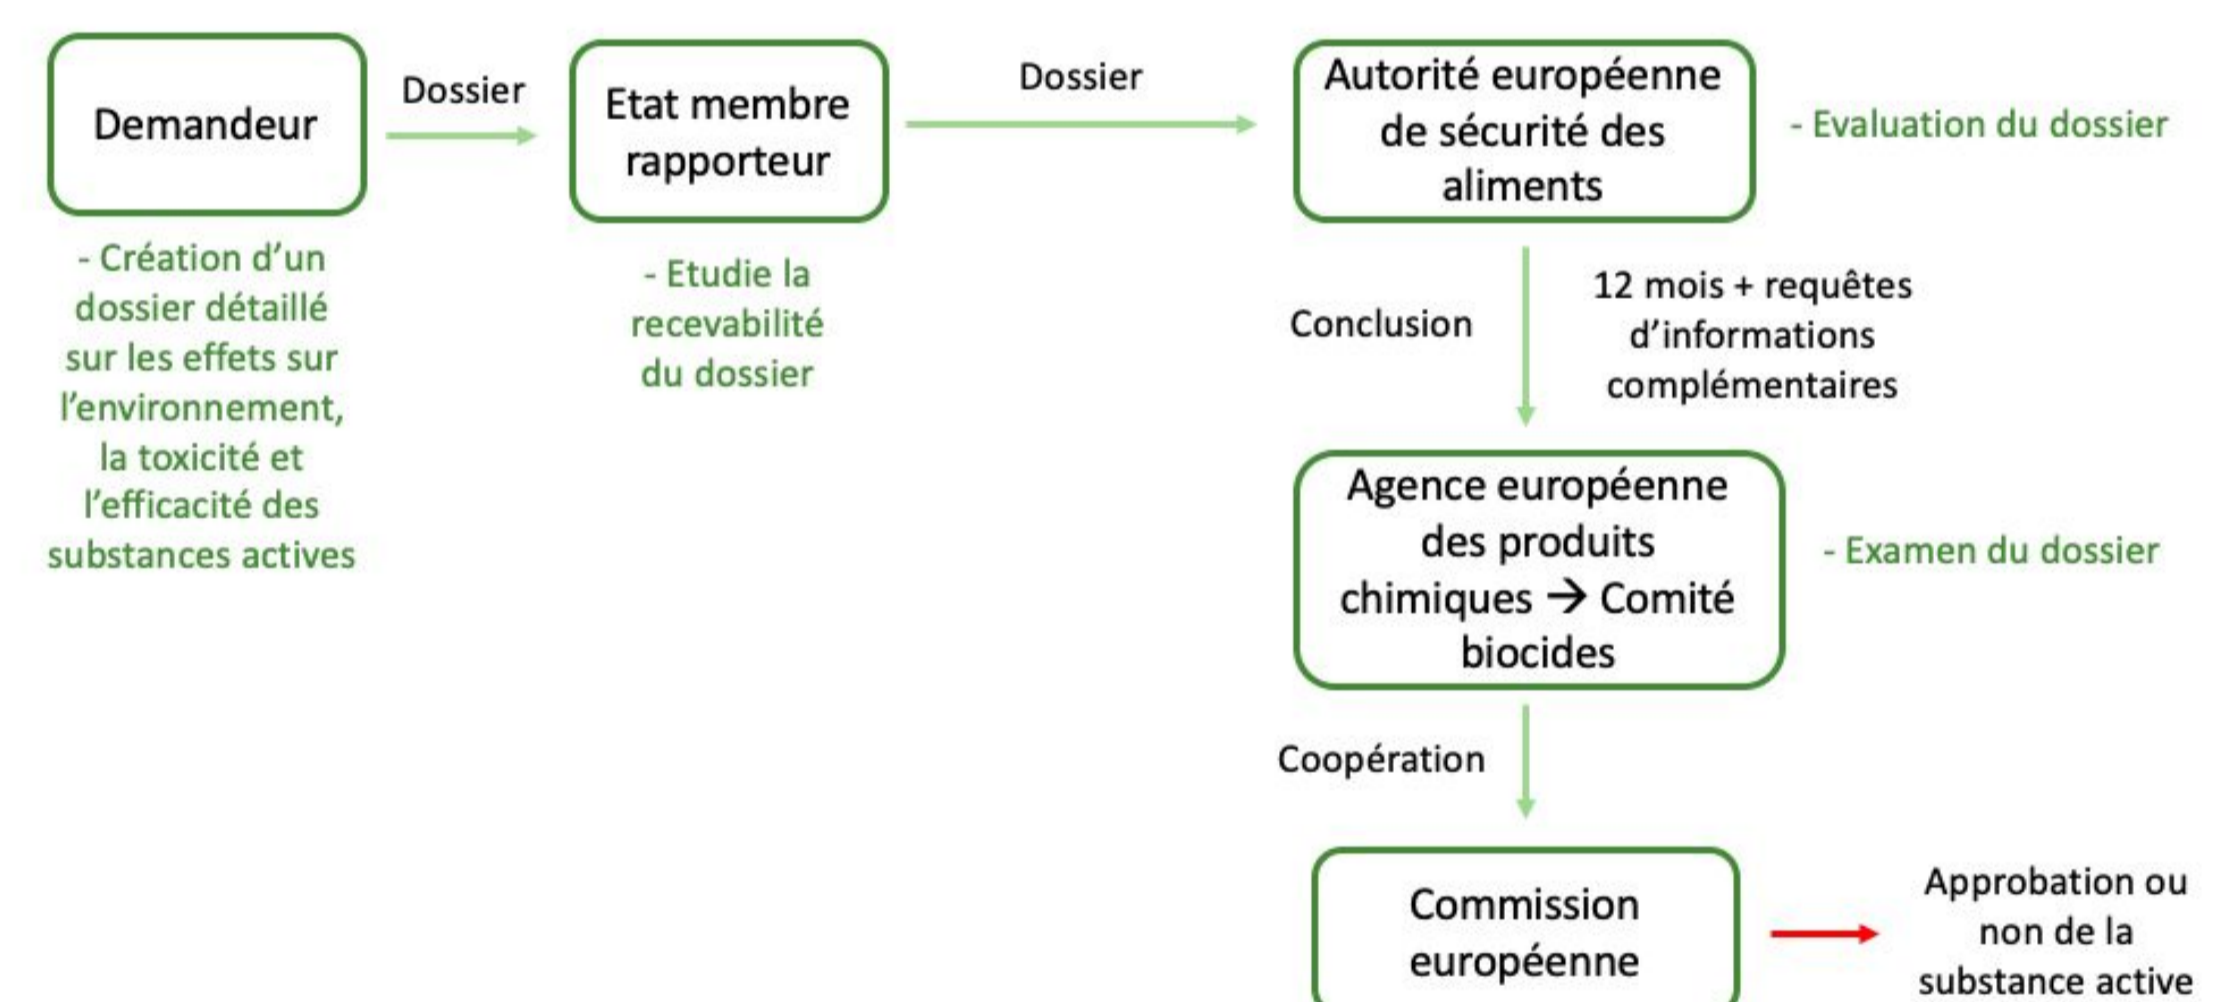 Demandeur
Dossier
Etat membre
rapporteur
Dossier
Autorité européenne
de sécurité des
aliments
- Evaluation du dossier
- Création d’un
dossier détaillé
sur les effets sur
l’environnement,
la toxicité et
l’efficacité des
substances actives
- Etudie la
recevabilité
du dossier
Conclusion
12 mois + requêtes
d’informations
complémentaires
Agence européenne
des produits
chimiques → Comité
biocides
- Examen du dossier
Coopération
Commission
européenne
Approbation ou
non de la
substance active